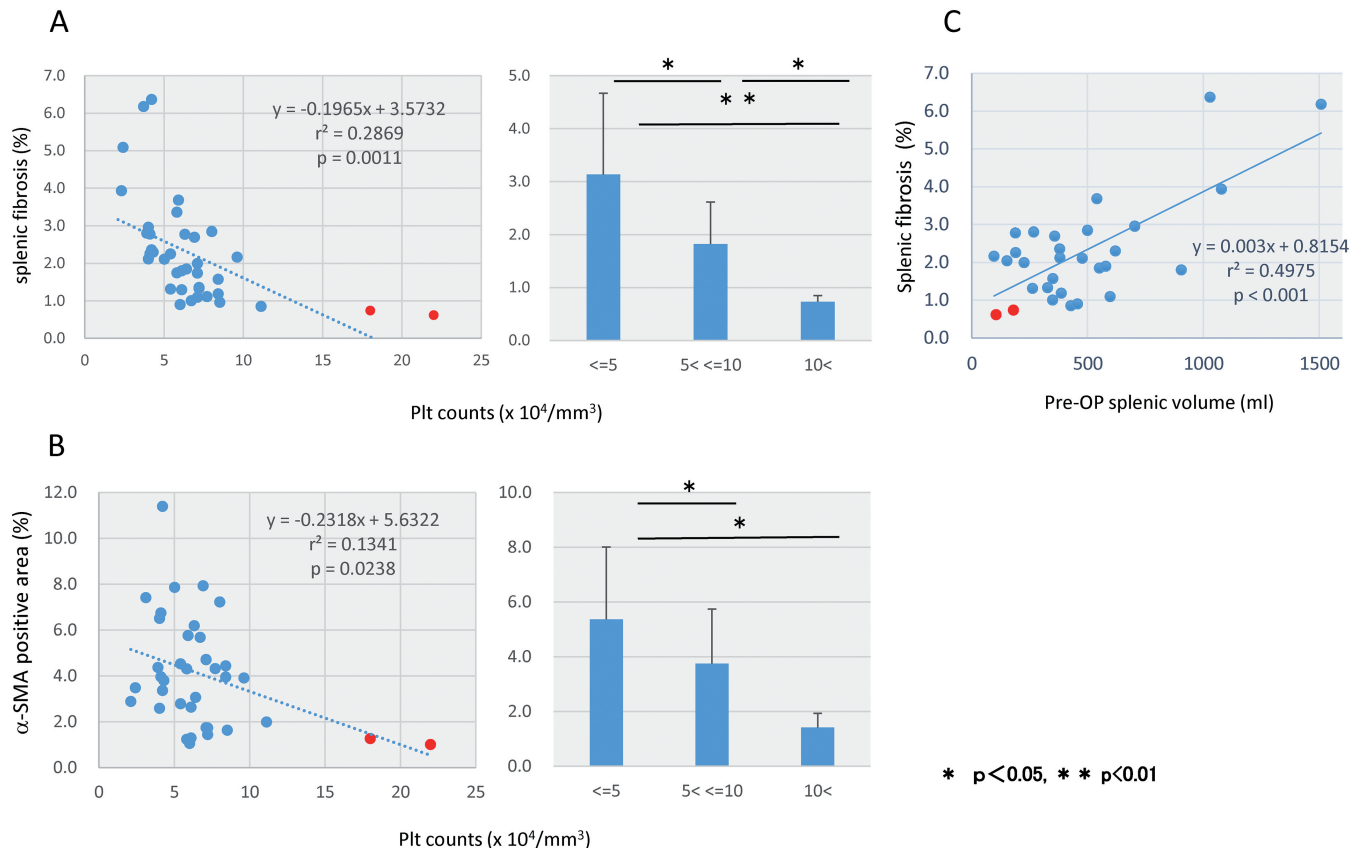 A
splenic fibrosis (%)
7.0
6.0
5.0
4.0
3.0
2.0
1.0
0.0
0 5 10 15 20 25
y = -0.1965x + 3.5732
r² = 0.2869
p = 0.0011
5.0
4.0
3.0
2.0
1.0
0.0
* *
* *
<=5 5< <=10 10<
Plt counts (x 10⁴/mm³)
C
Splenic fibrosis (%)
7.0
6.0
5.0
4.0
3.0
2.0
1.0
0.0
0 500 1000 1500
y = 0.003x + 0.8154
r² = 0.4975
p < 0.001
Pre-OP splenic volume (ml)
B
α-SMA positive area (%)
12.0
10.0
8.0
6.0
4.0
2.0
0.0
0 5 10 15 20 25
y = -0.2318x + 5.6322
r² = 0.1341
p = 0.0238
10.0
8.0
6.0
4.0
2.0
0.0
*
*
<=5 5< <=10 10<
Plt counts (x 10⁴/mm³)
* p＜0.05, * * p<0.01